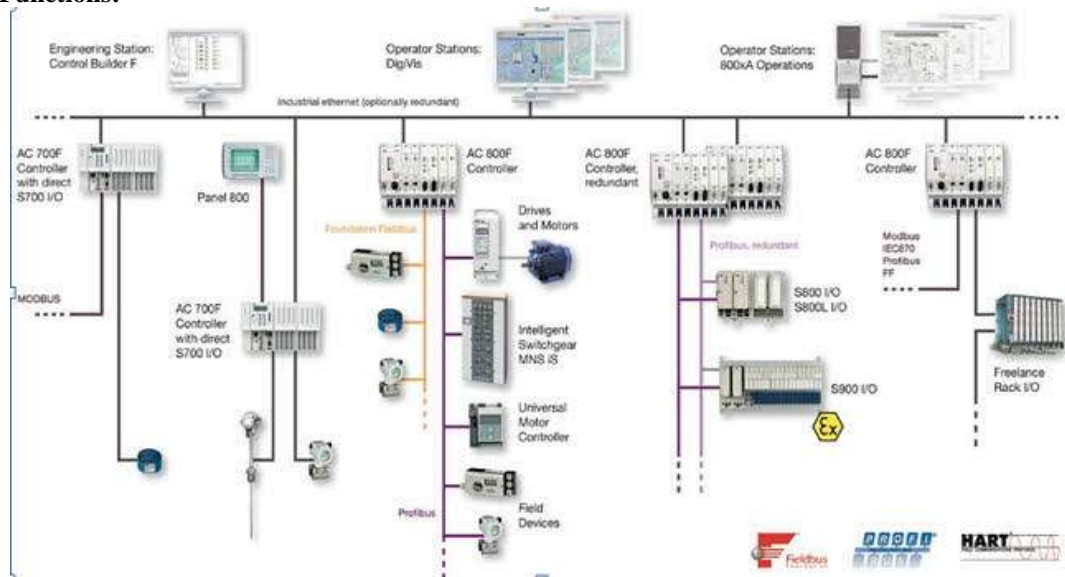 Functions:
Engineering Station:
Control Builder F
Operator Stations:
DigiVis
Operator Stations:
800xA Operations
Industrial ethernet (optionally redundant)
AC 700F
Controller
with direct
S700 I/O
Panel 800
AC 800F
Controller
AC 800F
Controller,
redundant
AC 800F
Controller
Drives
and Motors
Foundation Fieldbus
Profibus, redundant
Modbus
IEC870
Profibus
FF
MODBUS
S800 I/O
S800L I/O
AC 700F
Controller
with direct
S700 I/O
Intelligent
Switchgear
MNS iS
Freelance
Rack I/O
S900 I/O
Universal
Motor
Controller
Ex
Profibus
Field
Devices
Fieldbus
PROFI
BUS
HART